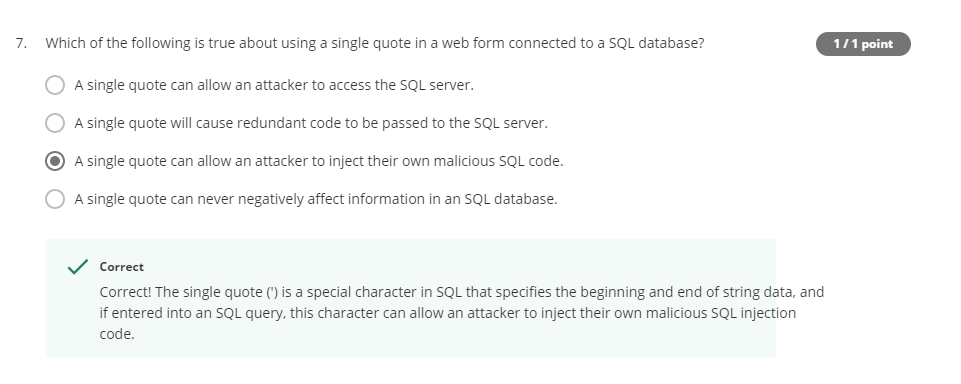 7. Which of the following is true about using a single quote in a web form connected to a SQL database?
1 / 1 point
A single quote can allow an attacker to access the SQL server.
A single quote will cause redundant code to be passed to the SQL server.
A single quote can allow an attacker to inject their own malicious SQL code.
A single quote can never negatively affect information in an SQL database.
Correct
Correct! The single quote (') is a special character in SQL that specifies the beginning and end of string data, and
if entered into an SQL query, this character can allow an attacker to inject their own malicious SQL injection
code.